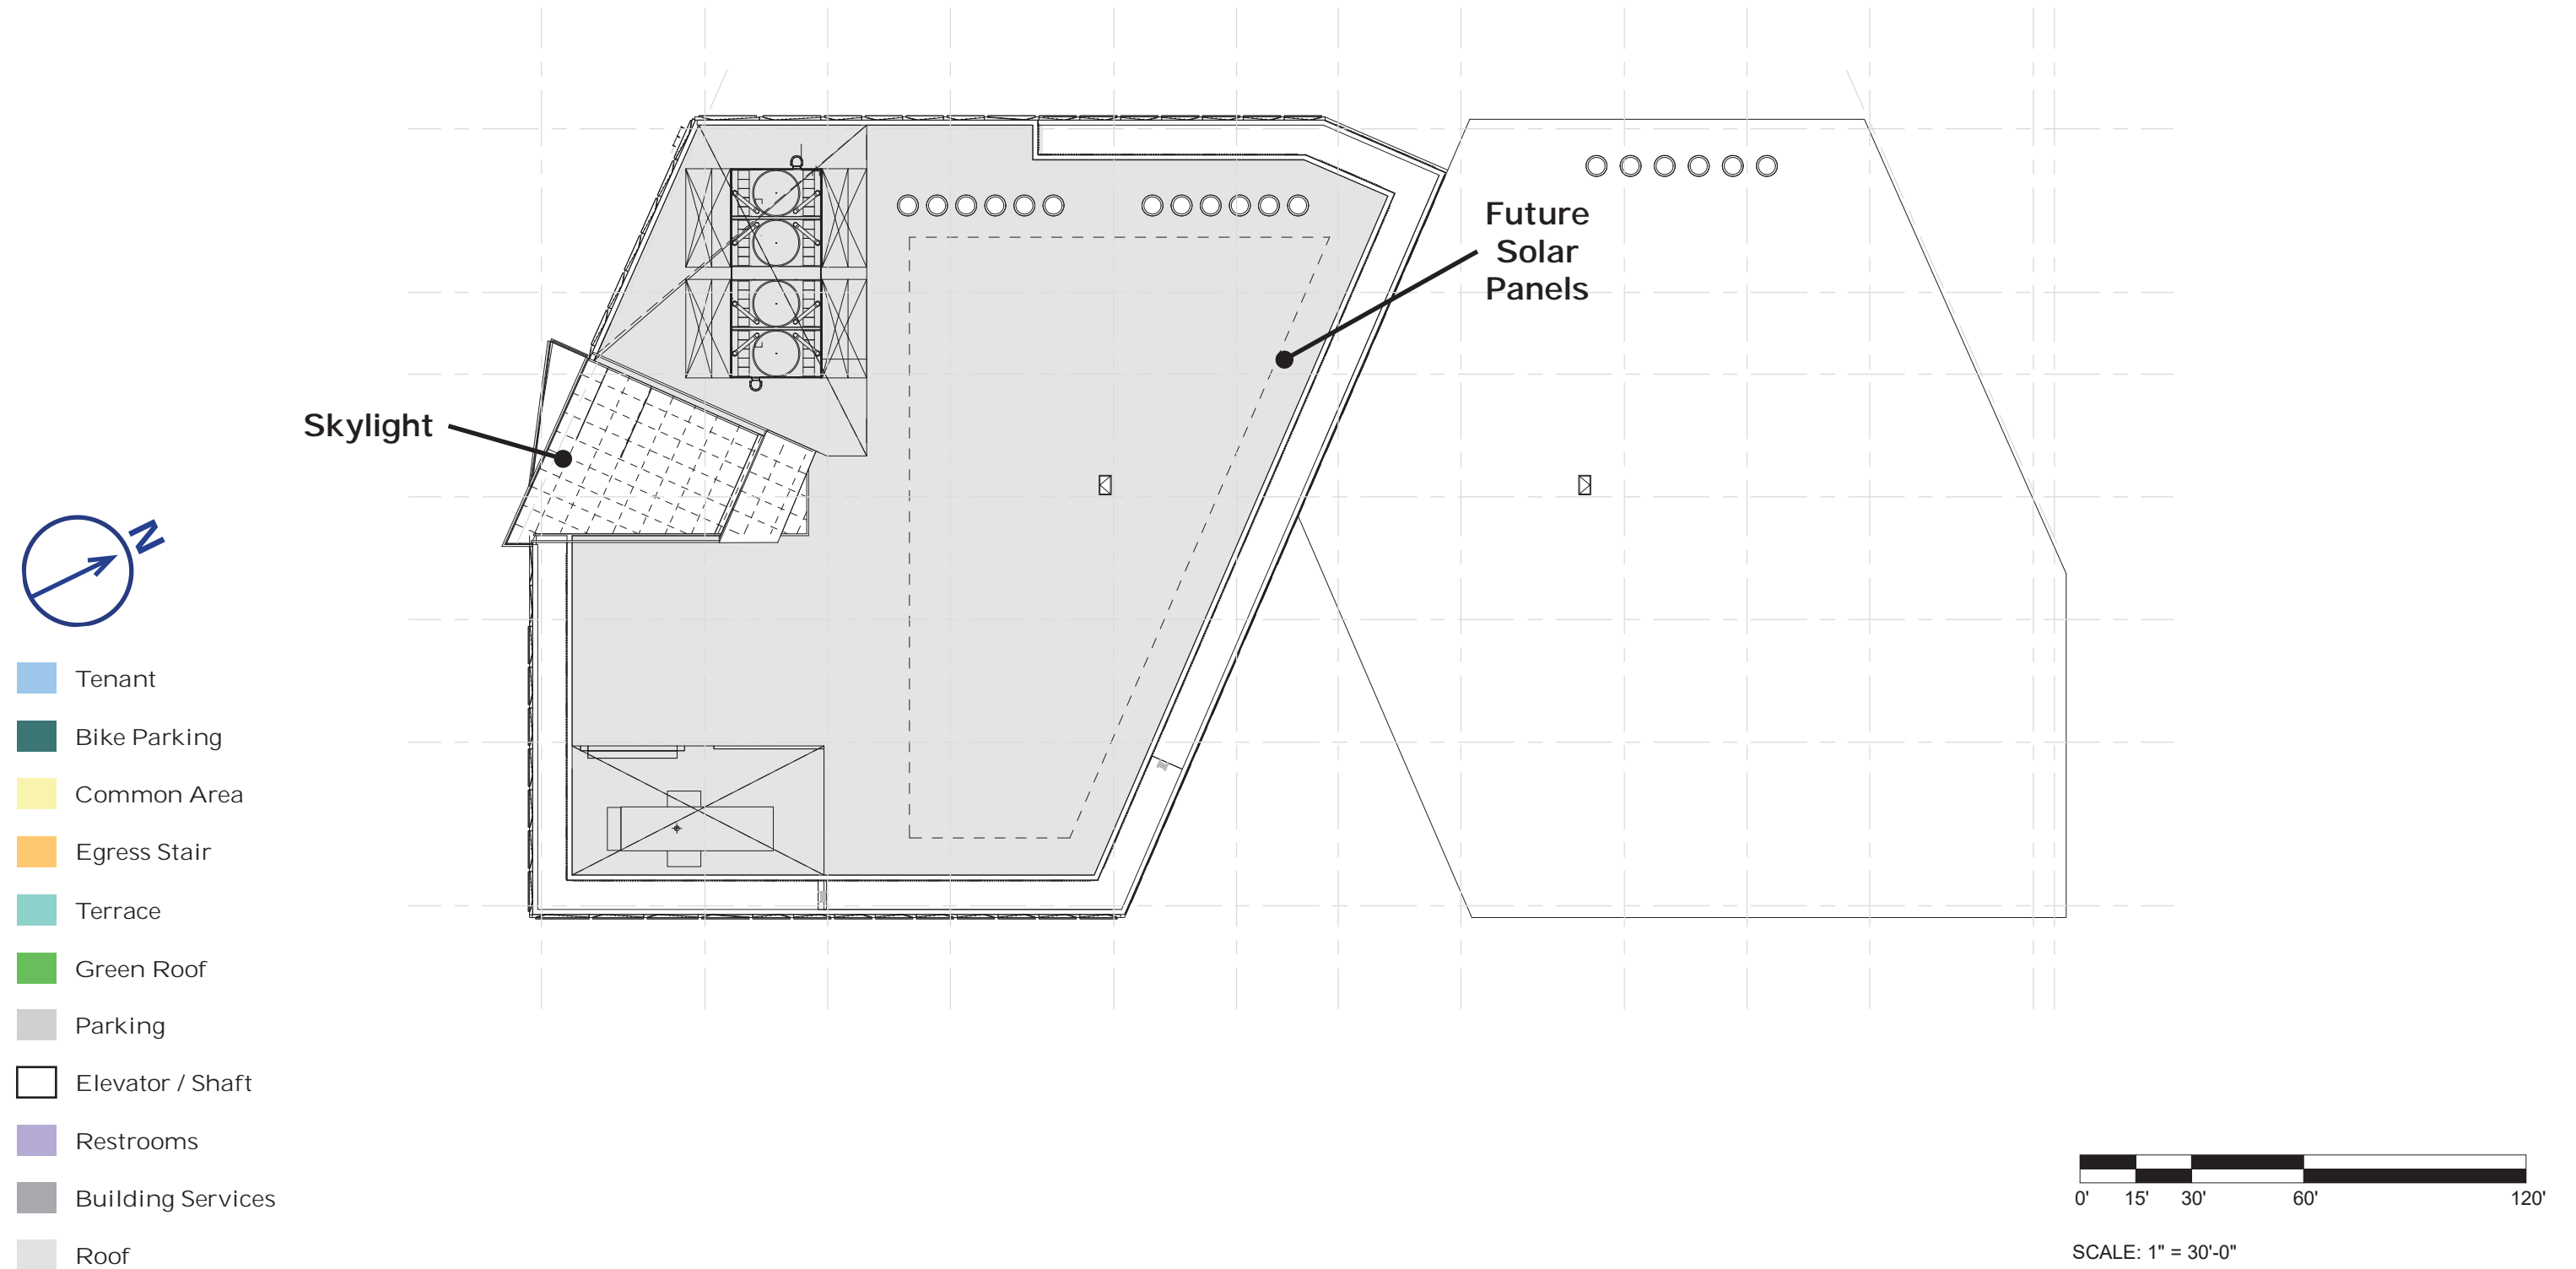 Future
Solar
Panels
Skylight
N
Tenant
Bike Parking
Common Area
Egress Stair
Terrace
Green Roof
Parking
Elevator / Shaft
Restrooms
Building Services
Roof
0' 15' 30' 60' 120'
SCALE: 1" = 30'-0"